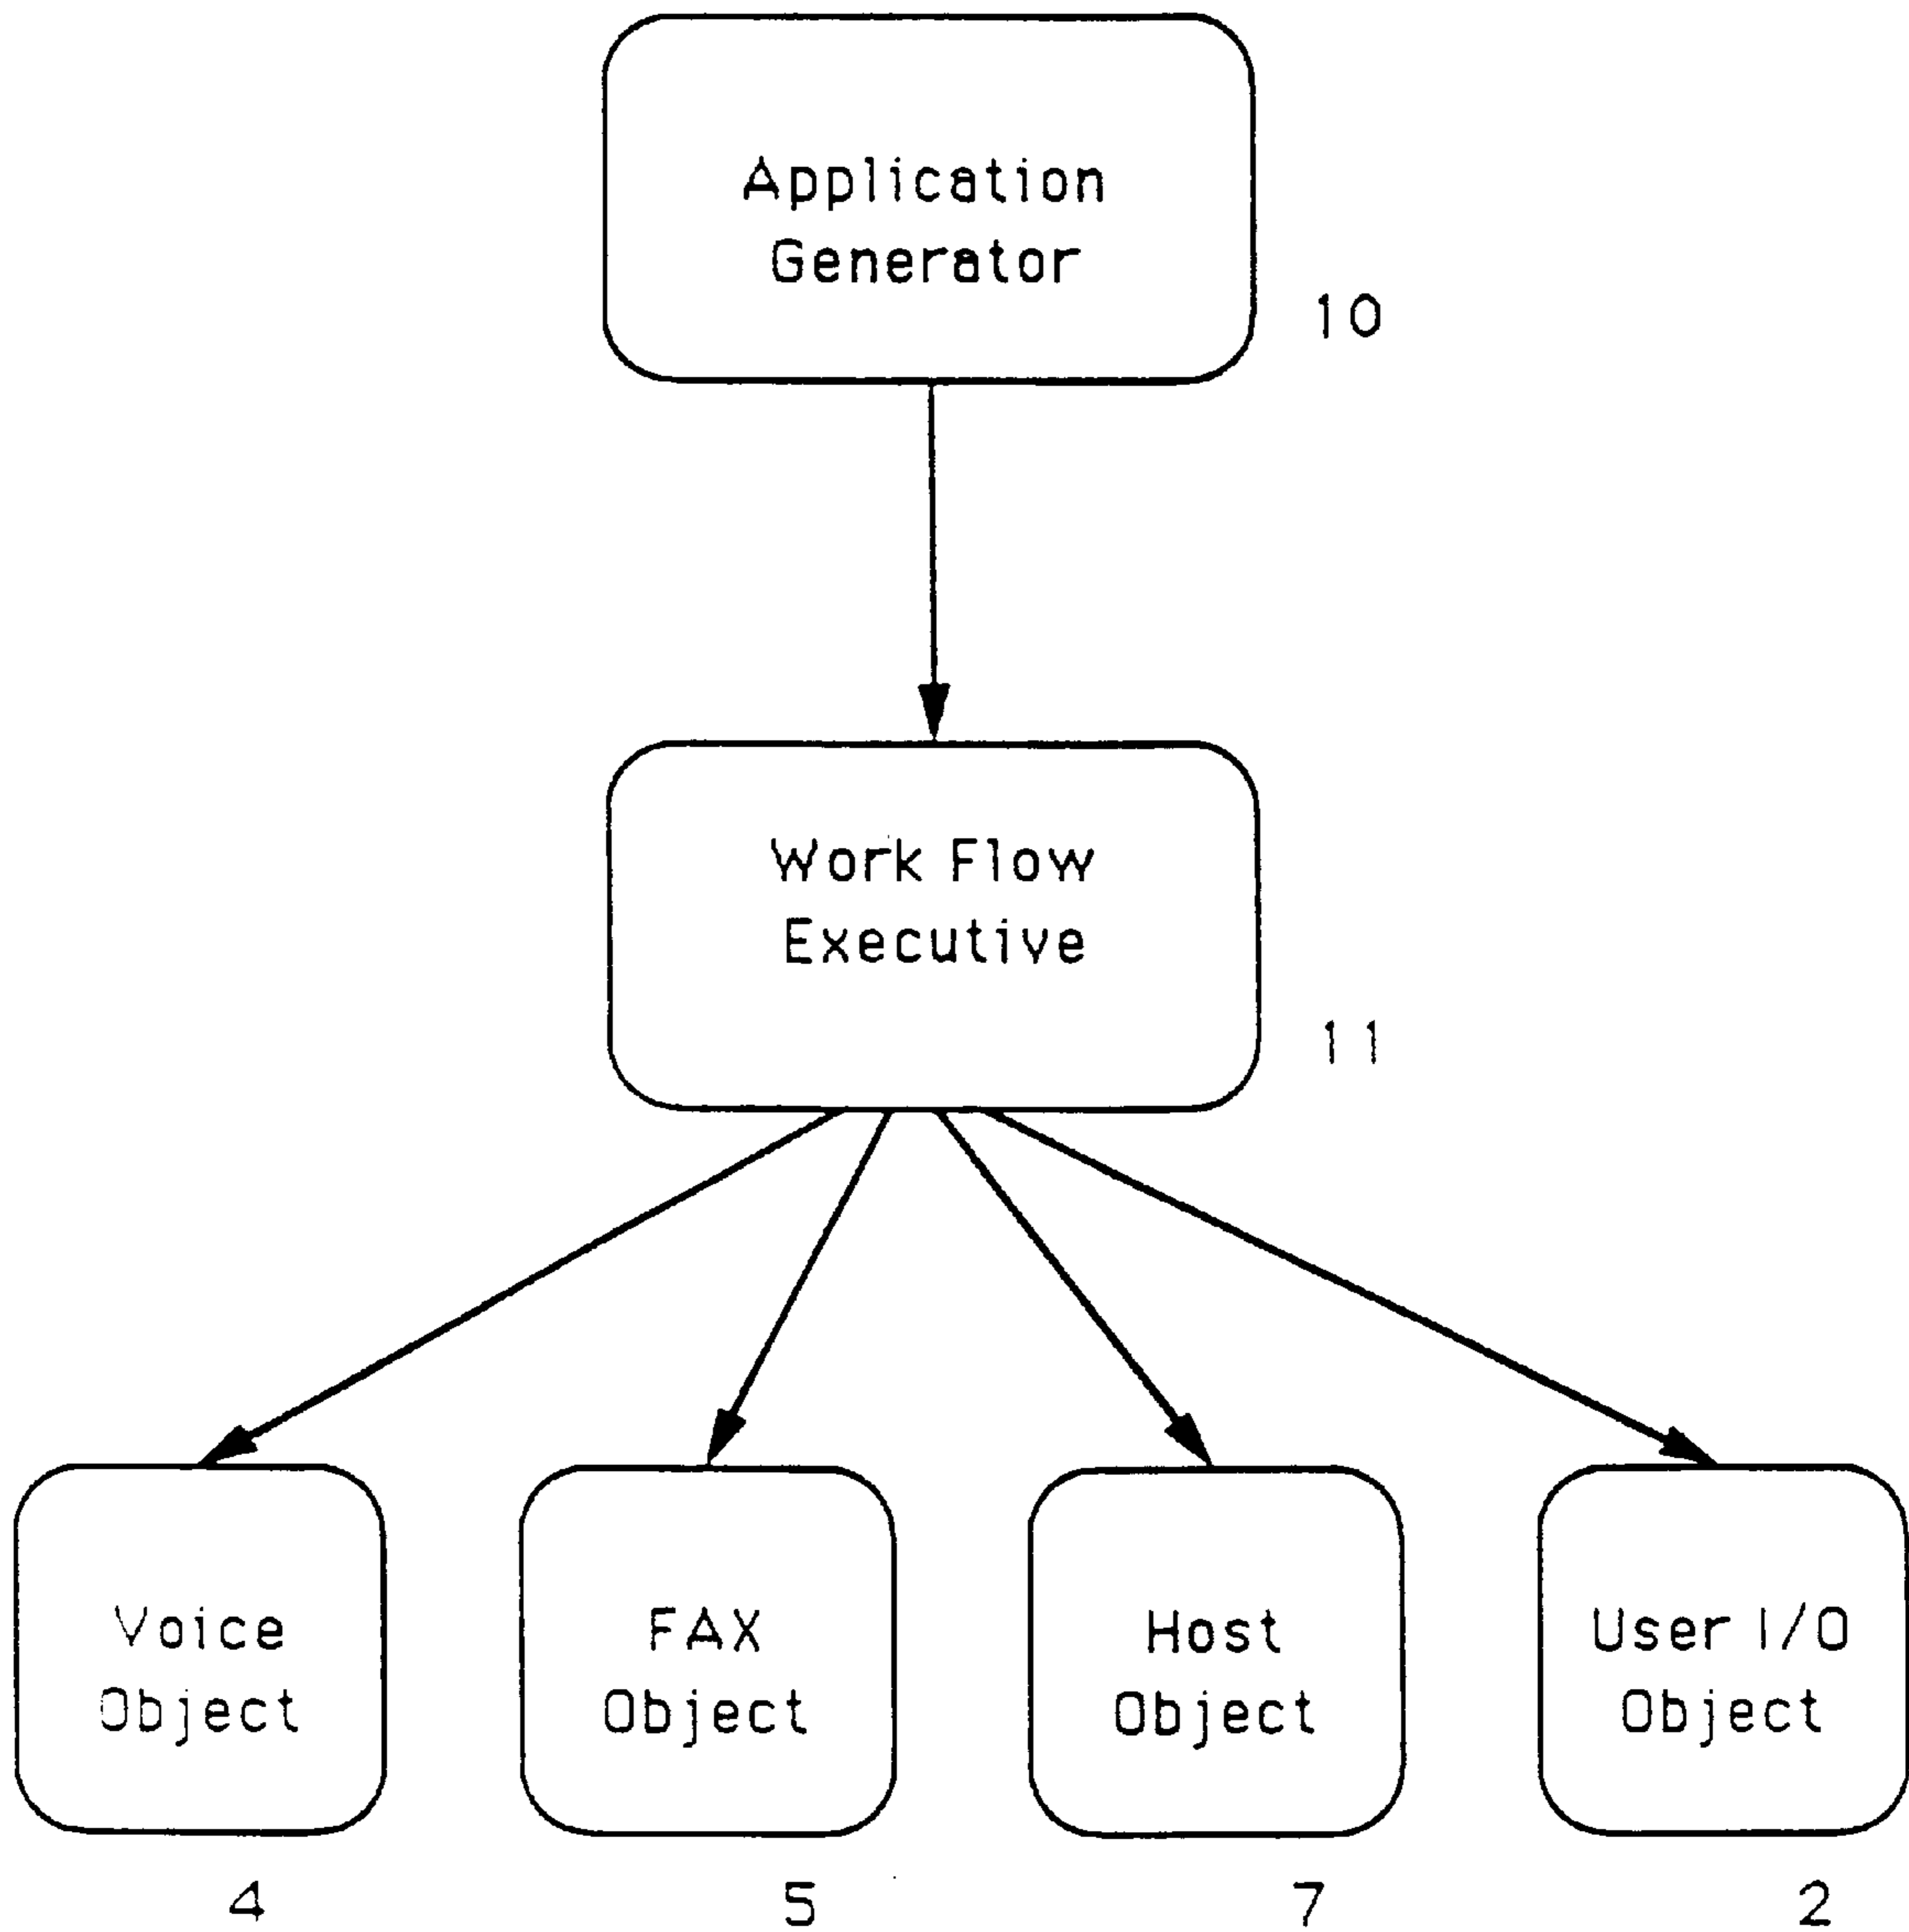 Application
Generator
10
Work Flow
Executive
11
Voice
Object
FAX
Object
Host
Object
User I/O
Object
4
5
7
2